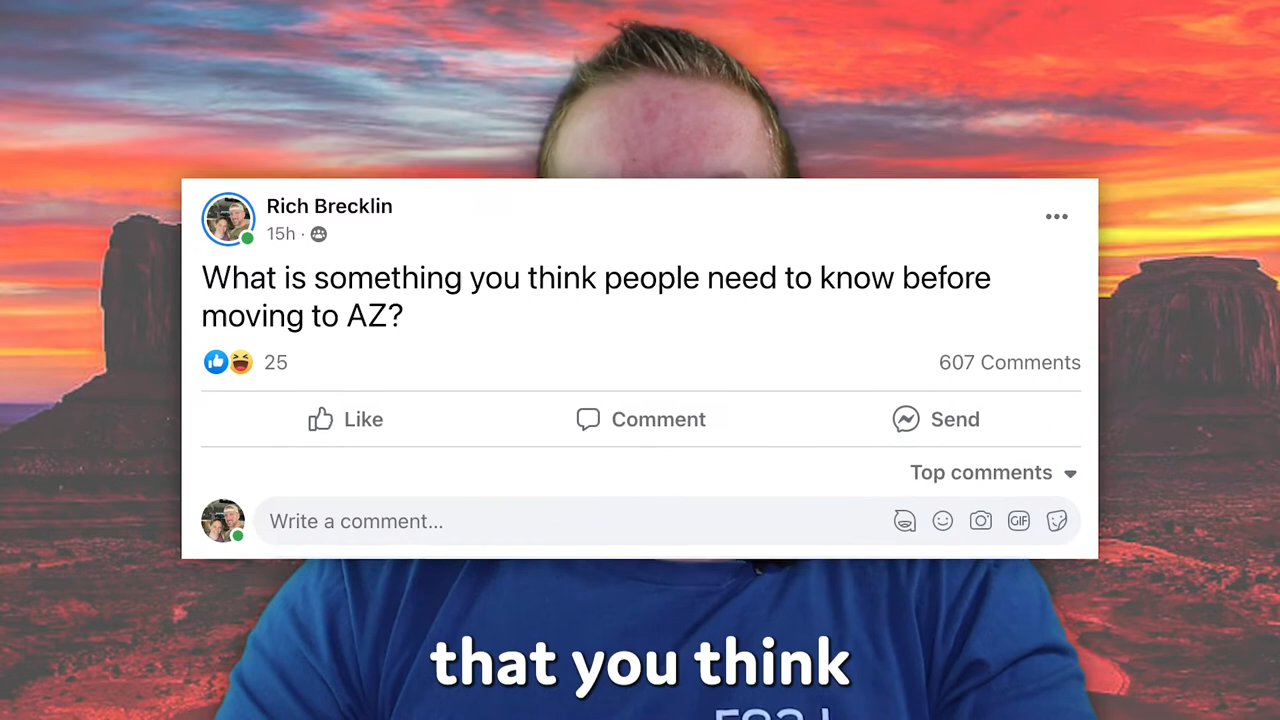 Rich Brecklin
15h ·
What is something you think people need to know before
moving to AZ?
25
607 Comments
Like
Comment
Send
Top comments
Write a comment...
GIF
that you think